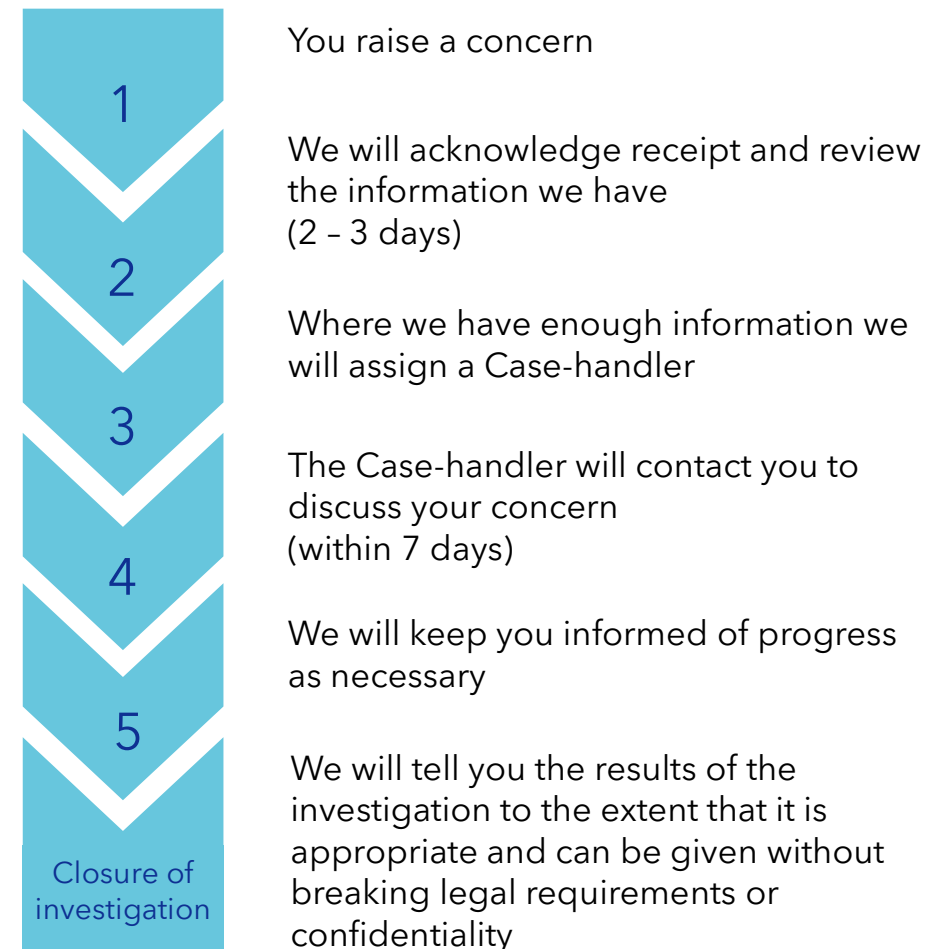 You raise a concern
1
We will acknowledge receipt and review
the information we have
(2 – 3 days)
2
Where we have enough information we
will assign a Case-handler
3
The Case-handler will contact you to
discuss your concern
(within 7 days)
4
We will keep you informed of progress
as necessary
5
We will tell you the results of the
investigation to the extent that it is
appropriate and can be given without
breaking legal requirements or
confidentiality
Closure of
investigation